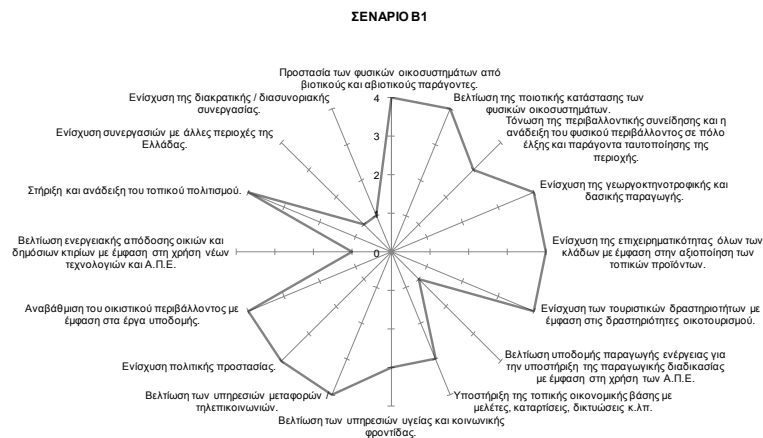 ΣΕΝΑΡΙΟ Β1
Προστασία των φυσικών οικοσυστημάτων από
βιοτικούς και αβιοτικούς παράγοντες.
Βελτίωση της ποιοτικής κατάστασης των
φυσικών οικοσυστημάτων.
Τόνωση της περιβαλλοντικής συνείδησης και η
ανάδειξη του φυσικού περιβάλλοντος σε πόλο
έλξης και παράγοντα ταυτοποίησης της
περιοχής.
Ενίσχυση της γεωργοκτηνοτροφικής και
δασικής παραγωγής.
Ενίσχυση της επιχειρηματικότητας όλων των
κλάδων με έμφαση στην αξιοποίηση των
τοπικών προϊόντων.
Ενίσχυση των τουριστικών δραστηριοτήτων με
έμφαση στις δραστηριότητες οικοτουρισμού.
Βελτίωση υποδομής παραγωγής ενέργειας για
την υποστήριξη της παραγωγικής διαδικασίας
με έμφαση στη χρήση των Α.Π.Ε.
Υποστήριξη της τοπικής οικονομικής βάσης με
μελέτες, καταρτίσεις, δικτυώσεις κ.λπ.
Βελτίωση των υπηρεσιών υγείας και κοινωνικής
φροντίδας.
Βελτίωση των υπηρεσιών μεταφορών /
τηλεπικοινωνιών.
Ενίσχυση πολιτικής προστασίας.
Αναβάθμιση του οικιστικού περιβάλλοντος με
έμφαση στα έργα υποδομής.
Βελτίωση ενεργειακής απόδοσης οικιών και
δημόσιων κτιρίων με έμφαση στη χρήση νέων
τεχνολογιών και Α.Π.Ε.
Στήριξη και ανάδειξη του τοπικού πολιτισμού.
Ενίσχυση συνεργασιών με άλλες περιοχές της
Ελλάδας.
Ενίσχυση της διακρατικής / διασυνοριακής
συνεργασίας.
4
3
2
1
0